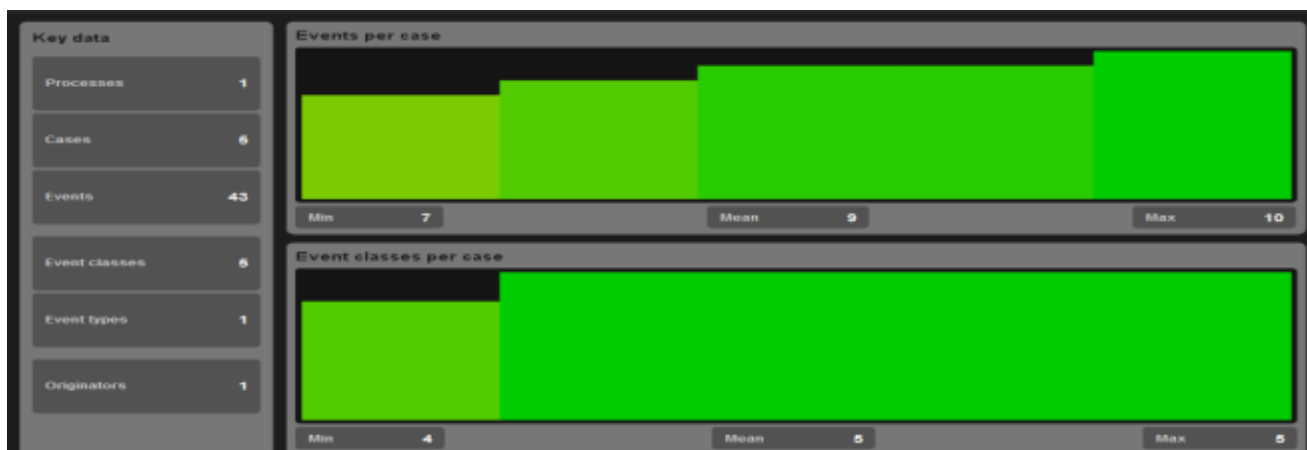 Key data
Processes 1
Cases 5
Events 43
Event classes 5
Event types 1
Originators 1
Events per case
Min 7 Mean 9 Max 10
Event classes per case
Min 4 Mean 5 Max 5